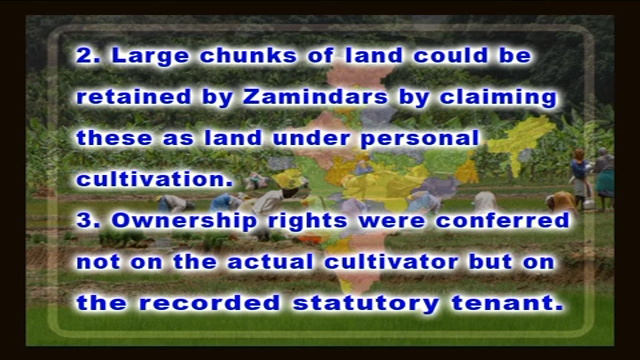 2. Large chunks of land could be
retained by Zamindars by claiming
these as land under personal
cultivation.
3. Ownership rights were conferred
not on the actual cultivator but on
the recorded statutory tenant.